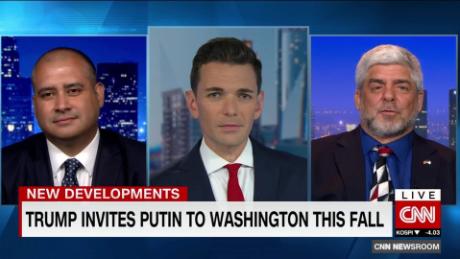 NEW DEVELOPMENTS
TRUMP INVITES PUTIN TO WASHINGTON THIS FALL
LIVE
CNN
KOSPI ▼ -4.03
CNN NEWSROOM